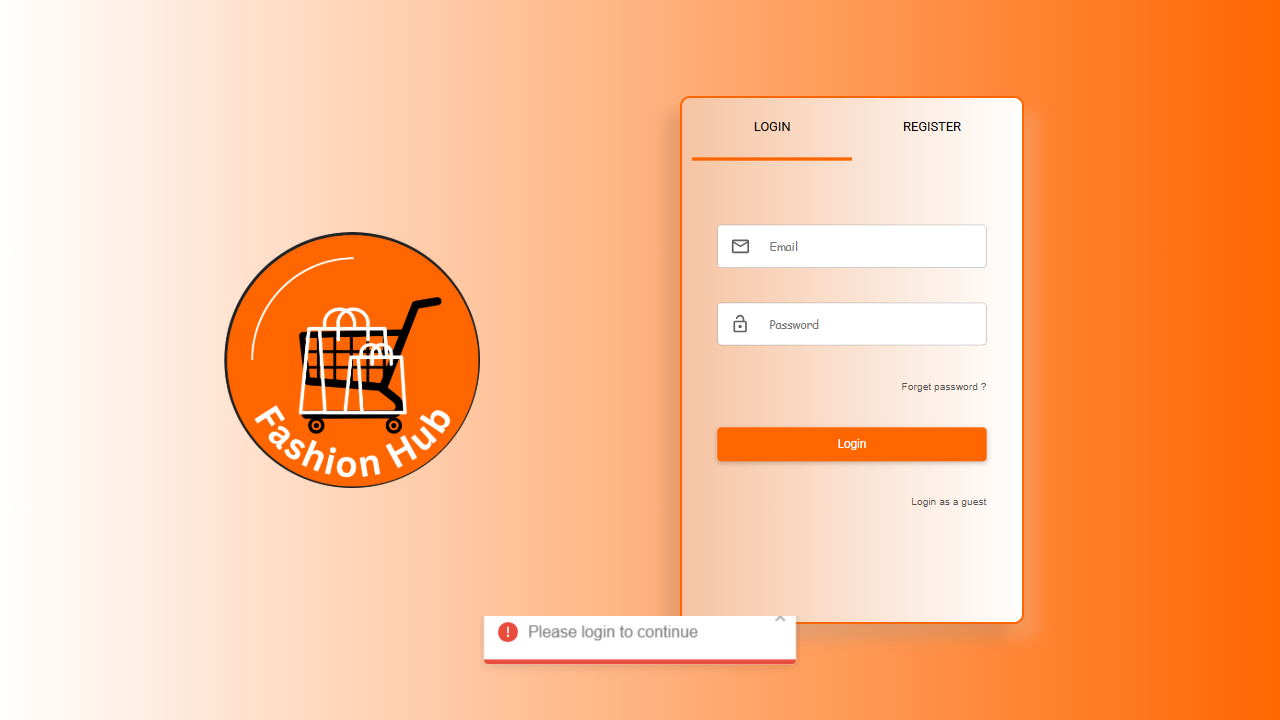 LOGIN REGISTER
Email
Password
Forget password ?
Login
Login as a guest
Fashion Hub
Please login to continue